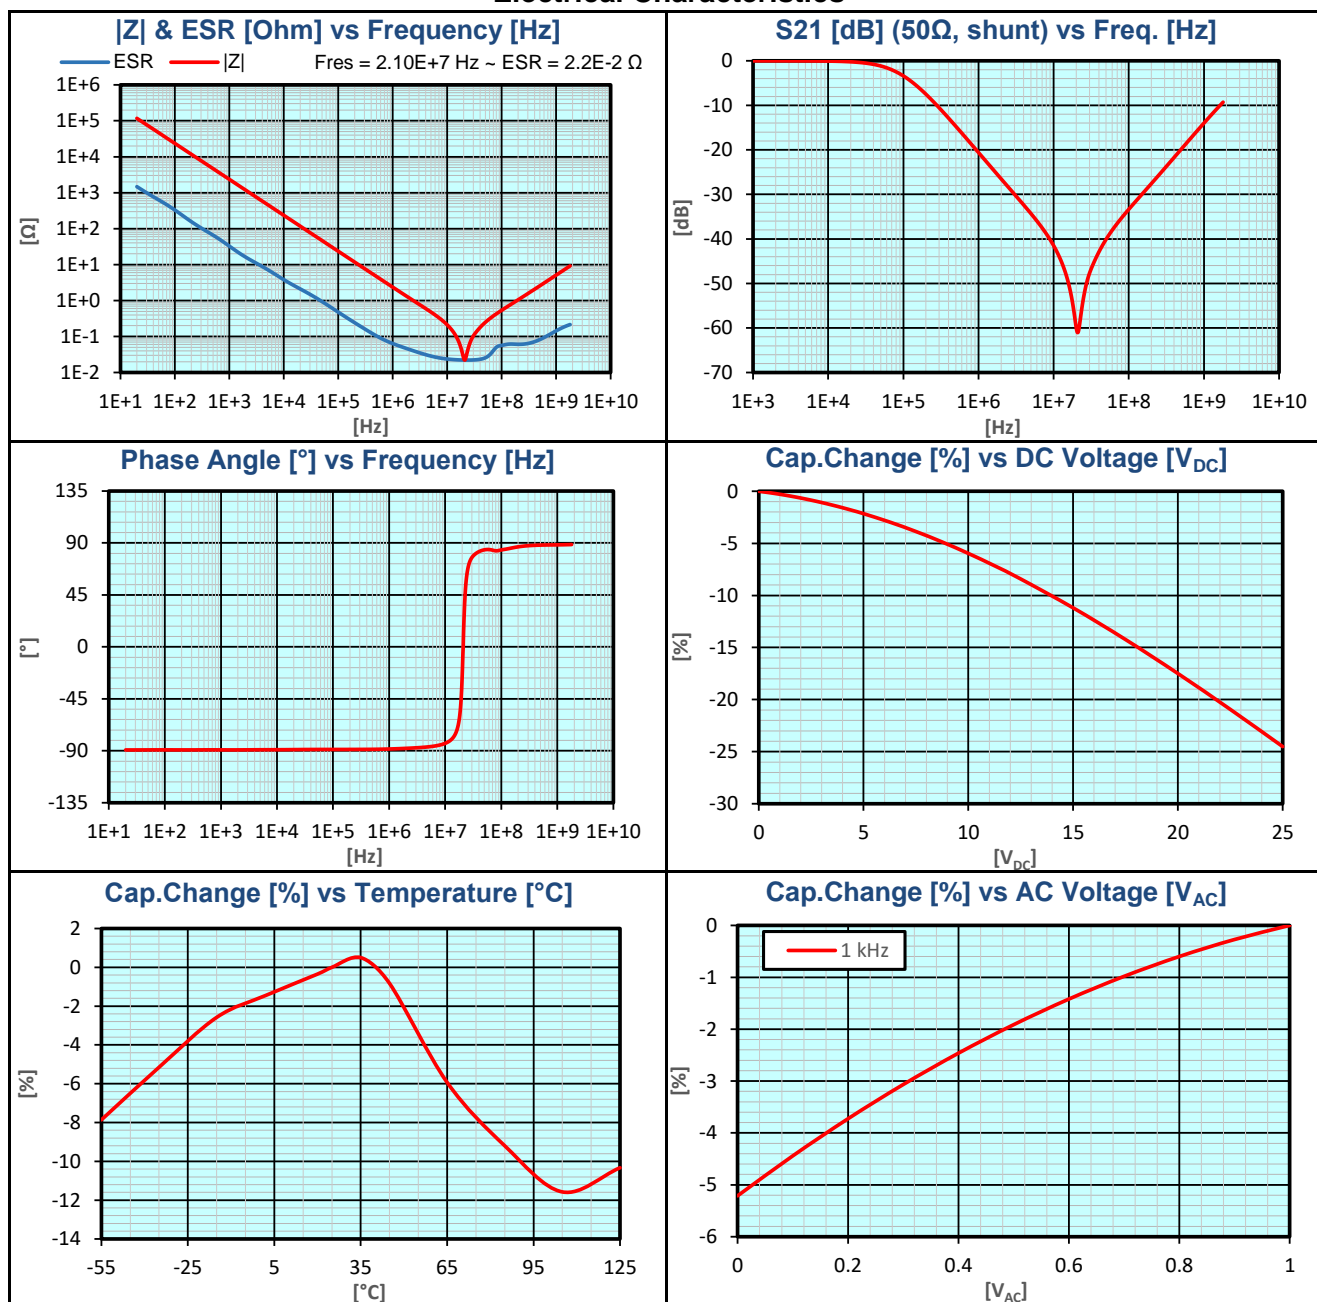 Electrical Characteristics
|Z| & ESR [Ohm] vs Frequency [Hz]
ESR |Z| Fres = 2.10E+7 Hz ~ ESR = 2.2E-2 Ω
1E+6
1E+5
1E+4
1E+3
1E+2
1E+1
1E+0
1E-1
1E-2
[Ω]
1E+1 1E+2 1E+3 1E+4 1E+5 1E+6 1E+7 1E+8 1E+9 1E+10
[Hz]
S21 [dB] (50Ω, shunt) vs Freq. [Hz]
0
-10
-20
-30
-40
-50
-60
-70
[dB]
1E+3 1E+4 1E+5 1E+6 1E+7 1E+8 1E+9 1E+10
[Hz]
Phase Angle [°] vs Frequency [Hz]
135
90
45
0
-45
-90
-135
[°]
1E+1 1E+2 1E+3 1E+4 1E+5 1E+6 1E+7 1E+8 1E+9 1E+10
[Hz]
Cap.Change [%] vs DC Voltage [VDC]
0
-5
-10
-15
-20
-25
-30
[%]
0 5 10 15 20 25
[VDC]
Cap.Change [%] vs Temperature [°C]
2
0
-2
-4
-6
-8
-10
-12
-14
[%]
-55 -25 5 35 65 95 125
[°C]
Cap.Change [%] vs AC Voltage [VAC]
1 kHz
0
-1
-2
-3
-4
-5
-6
[%]
0 0.2 0.4 0.6 0.8 1
[VAC]